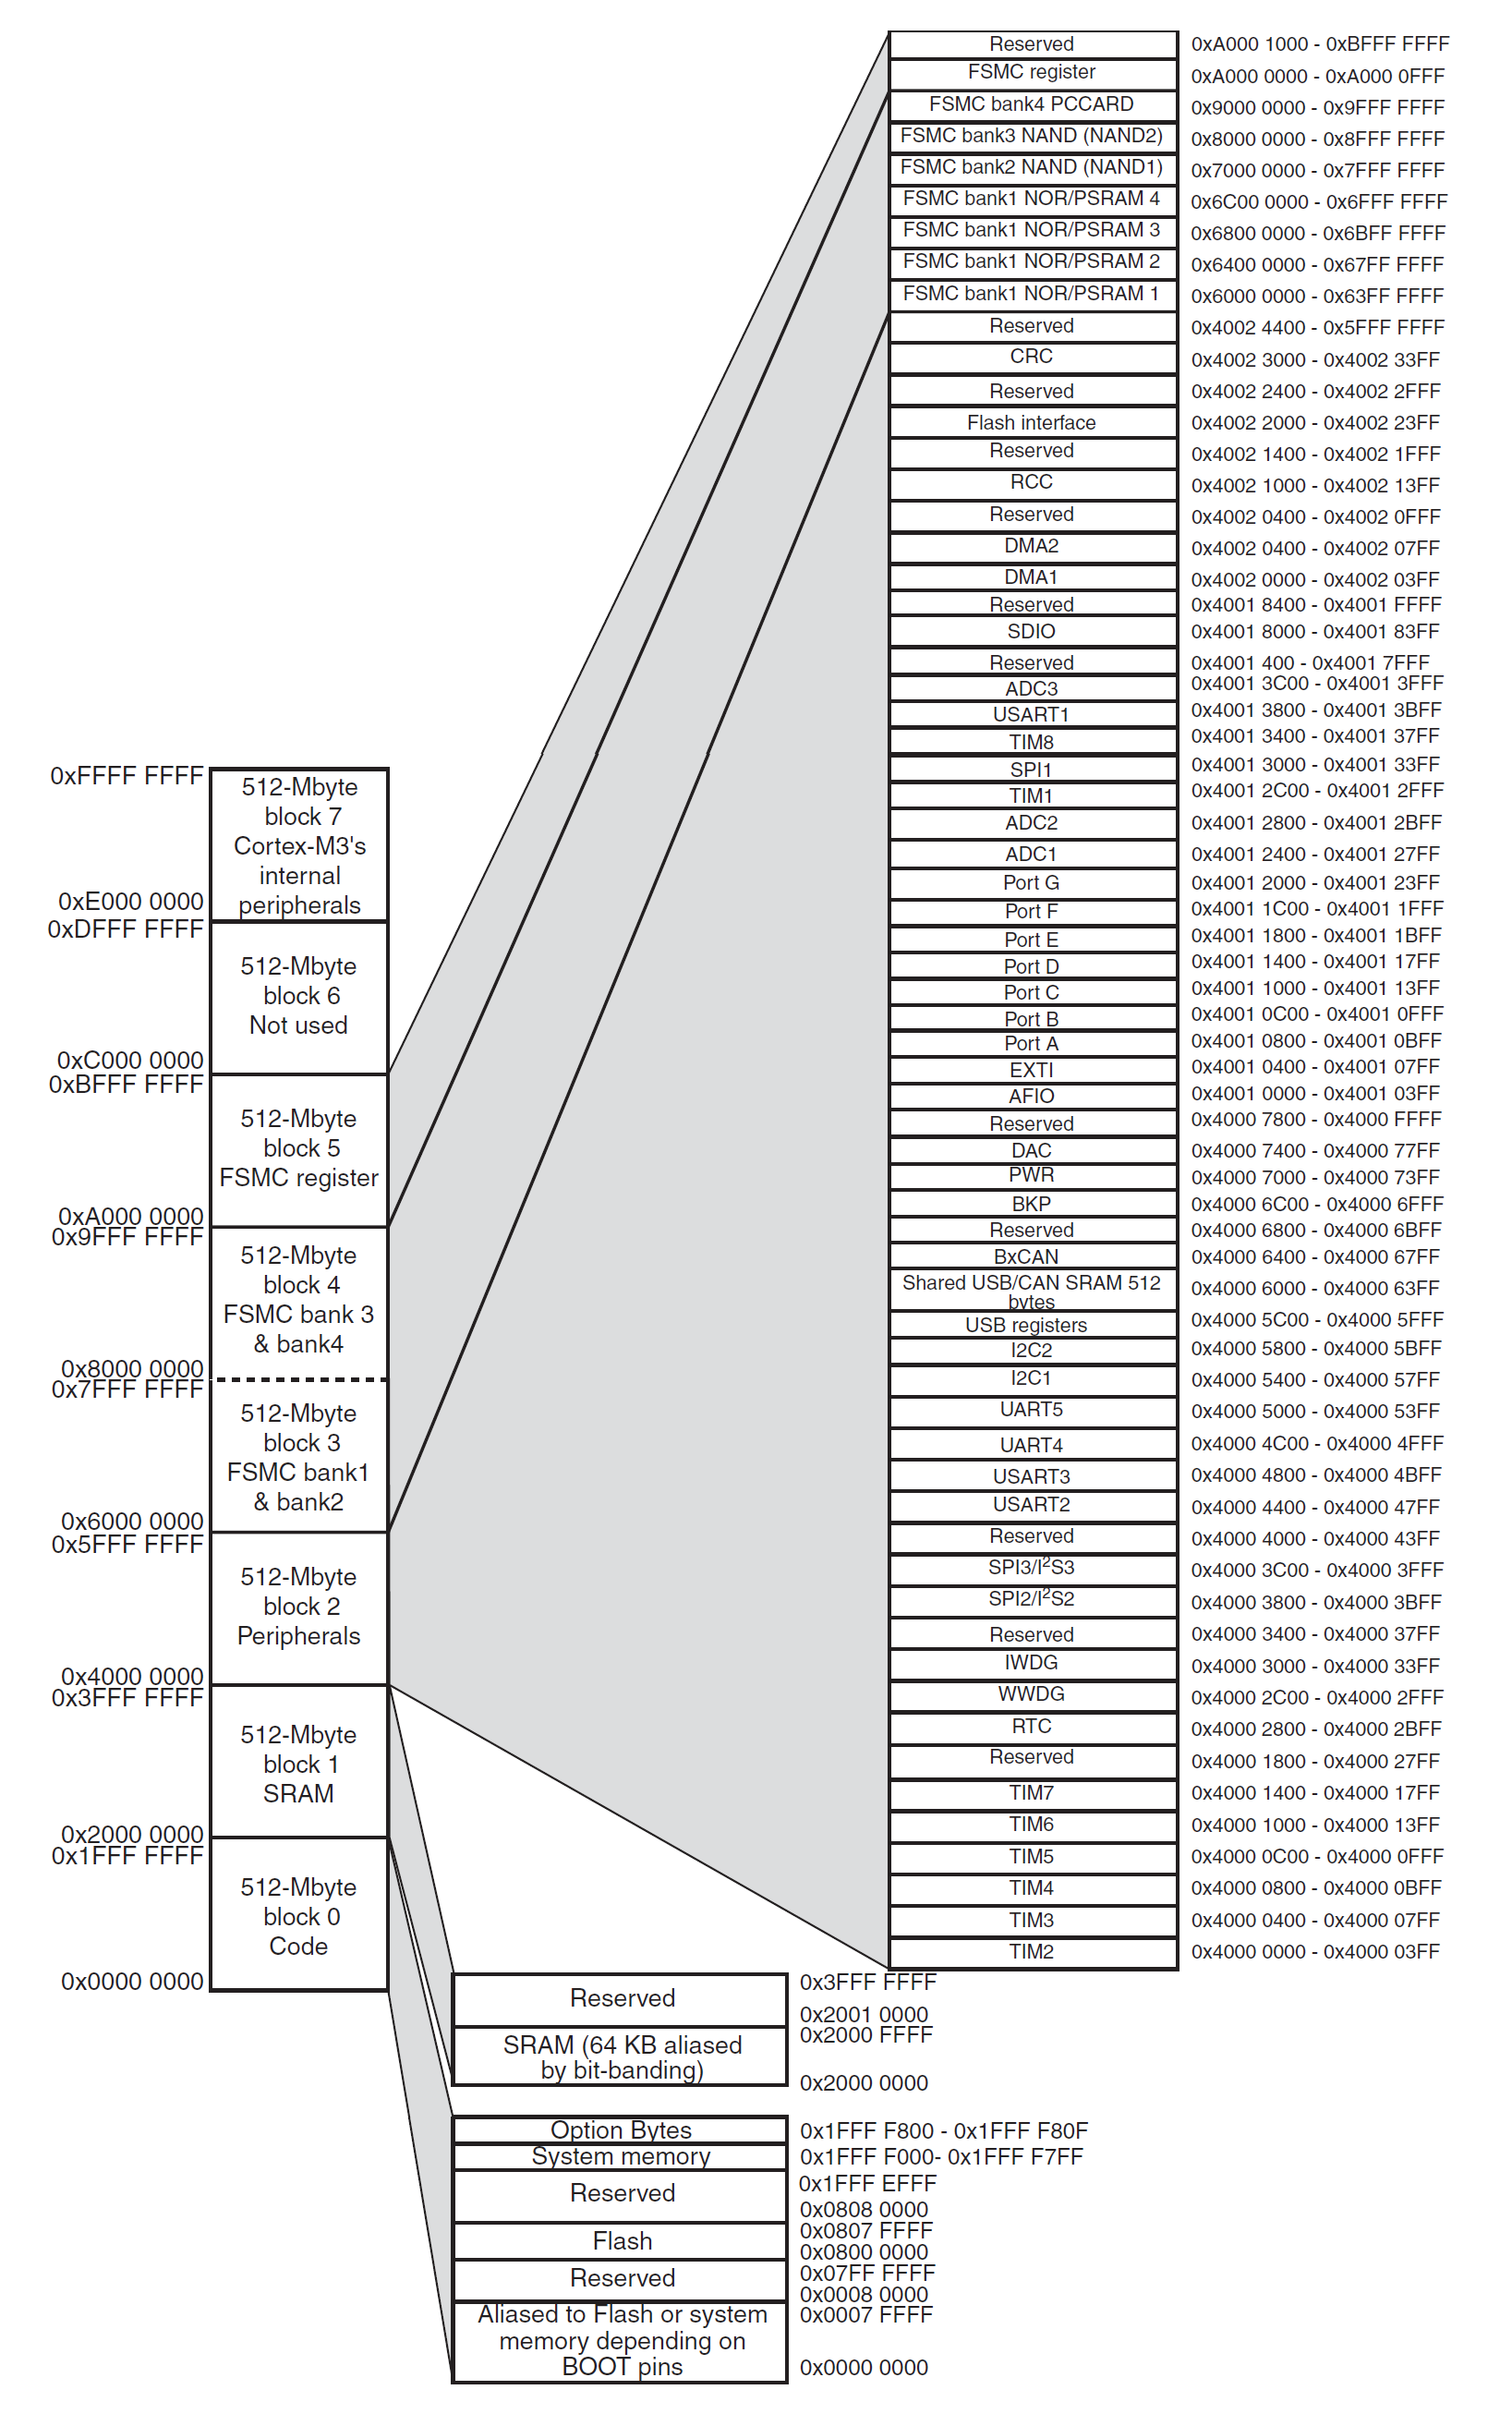 Reserved 0xA000 1000 - 0xBFFF FFFF
FSMC register 0xA000 0000 - 0xA000 0FFF
FSMC bank4 PCCARD 0x9000 0000 - 0x9FFF FFFF
FSMC bank3 NAND (NAND2) 0x8000 0000 - 0x8FFF FFFF
FSMC bank2 NAND (NAND1) 0x7000 0000 - 0x7FFF FFFF
FSMC bank1 NOR/PSRAM 4 0x6C00 0000 - 0x6FFF FFFF
FSMC bank1 NOR/PSRAM 3 0x6800 0000 - 0x6BFF FFFF
FSMC bank1 NOR/PSRAM 2 0x6400 0000 - 0x67FF FFFF
FSMC bank1 NOR/PSRAM 1 0x6000 0000 - 0x63FF FFFF
Reserved 0x4002 4400 - 0x5FFF FFFF
CRC 0x4002 3000 - 0x4002 33FF
Reserved 0x4002 2400 - 0x4002 2FFF
Flash interface 0x4002 2000 - 0x4002 23FF
Reserved 0x4002 1400 - 0x4002 1FFF
RCC 0x4002 1000 - 0x4002 13FF
Reserved 0x4002 0400 - 0x4002 0FFF
DMA2 0x4002 0400 - 0x4002 07FF
DMA1 0x4002 0000 - 0x4002 03FF
Reserved 0x4001 8400 - 0x4001 FFFF
SDIO 0x4001 8000 - 0x4001 83FF
Reserved 0x4001 400 - 0x4001 7FFF
ADC3 0x4001 3C00 - 0x4001 3FFF
USART1 0x4001 3800 - 0x4001 3BFF
TIM8 0x4001 3400 - 0x4001 37FF
SPI1 0x4001 3000 - 0x4001 33FF
TIM1 0x4001 2C00 - 0x4001 2FFF
ADC2 0x4001 2800 - 0x4001 2BFF
ADC1 0x4001 2400 - 0x4001 27FF
Port G 0x4001 2000 - 0x4001 23FF
Port F 0x4001 1C00 - 0x4001 1FFF
Port E 0x4001 1800 - 0x4001 1BFF
Port D 0x4001 1400 - 0x4001 17FF
Port C 0x4001 1000 - 0x4001 13FF
Port B 0x4001 0C00 - 0x4001 0FFF
Port A 0x4001 0800 - 0x4001 0BFF
EXTI 0x4001 0400 - 0x4001 07FF
AFIO 0x4001 0000 - 0x4001 03FF
Reserved 0x4000 7800 - 0x4000 FFFF
DAC 0x4000 7400 - 0x4000 77FF
PWR 0x4000 7000 - 0x4000 73FF
BKP 0x4000 6C00 - 0x4000 6FFF
Reserved 0x4000 6800 - 0x4000 6BFF
BxCAN 0x4000 6400 - 0x4000 67FF
Shared USB/CAN SRAM 512
bytes 0x4000 6000 - 0x4000 63FF
USB registers 0x4000 5C00 - 0x4000 5FFF
I2C2 0x4000 5800 - 0x4000 5BFF
I2C1 0x4000 5400 - 0x4000 57FF
UART5 0x4000 5000 - 0x4000 53FF
UART4 0x4000 4C00 - 0x4000 4FFF
USART3 0x4000 4800 - 0x4000 4BFF
USART2 0x4000 4400 - 0x4000 47FF
Reserved 0x4000 4000 - 0x4000 43FF
SPI3/I²S3 0x4000 3C00 - 0x4000 3FFF
SPI2/I²S2 0x4000 3800 - 0x4000 3BFF
Reserved 0x4000 3400 - 0x4000 37FF
IWDG 0x4000 3000 - 0x4000 33FF
WWDG 0x4000 2C00 - 0x4000 2FFF
RTC 0x4000 2800 - 0x4000 2BFF
Reserved 0x4000 1800 - 0x4000 27FF
TIM7 0x4000 1400 - 0x4000 17FF
TIM6 0x4000 1000 - 0x4000 13FF
TIM5 0x4000 0C00 - 0x4000 0FFF
TIM4 0x4000 0800 - 0x4000 0BFF
TIM3 0x4000 0400 - 0x4000 07FF
TIM2 0x4000 0000 - 0x4000 03FF
0xFFFF FFFF
512-Mbyte
block 7
Cortex-M3's
internal
peripherals
0xE000 0000
0xDFFF FFFF
512-Mbyte
block 6
Not used
0xC000 0000
0xBFFF FFFF
512-Mbyte
block 5
FSMC register
0xA000 0000
0x9FFF FFFF
512-Mbyte
block 4
FSMC bank 3
& bank4
0x8000 0000
0x7FFF FFFF
512-Mbyte
block 3
FSMC bank1
& bank2
0x6000 0000
0x5FFF FFFF
512-Mbyte
block 2
Peripherals
0x4000 0000
0x3FFF FFFF
512-Mbyte
block 1
SRAM
0x2000 0000
0x1FFF FFFF
512-Mbyte
block 0
Code
0x0000 0000
0x3FFF FFFF
Reserved
0x2001 0000
0x2000 FFFF
SRAM (64 KB aliased
by bit-banding)
0x2000 0000
Option Bytes 0x1FFF F800 - 0x1FFF F80F
System memory 0x1FFF F000- 0x1FFF F7FF
0x1FFF EFFF
Reserved
0x0808 0000
0x0807 FFFF
Flash
0x0800 0000
0x07FF FFFF
Reserved
0x0008 0000
0x0007 FFFF
Aliased to Flash or system
memory depending on
BOOT pins
0x0000 0000